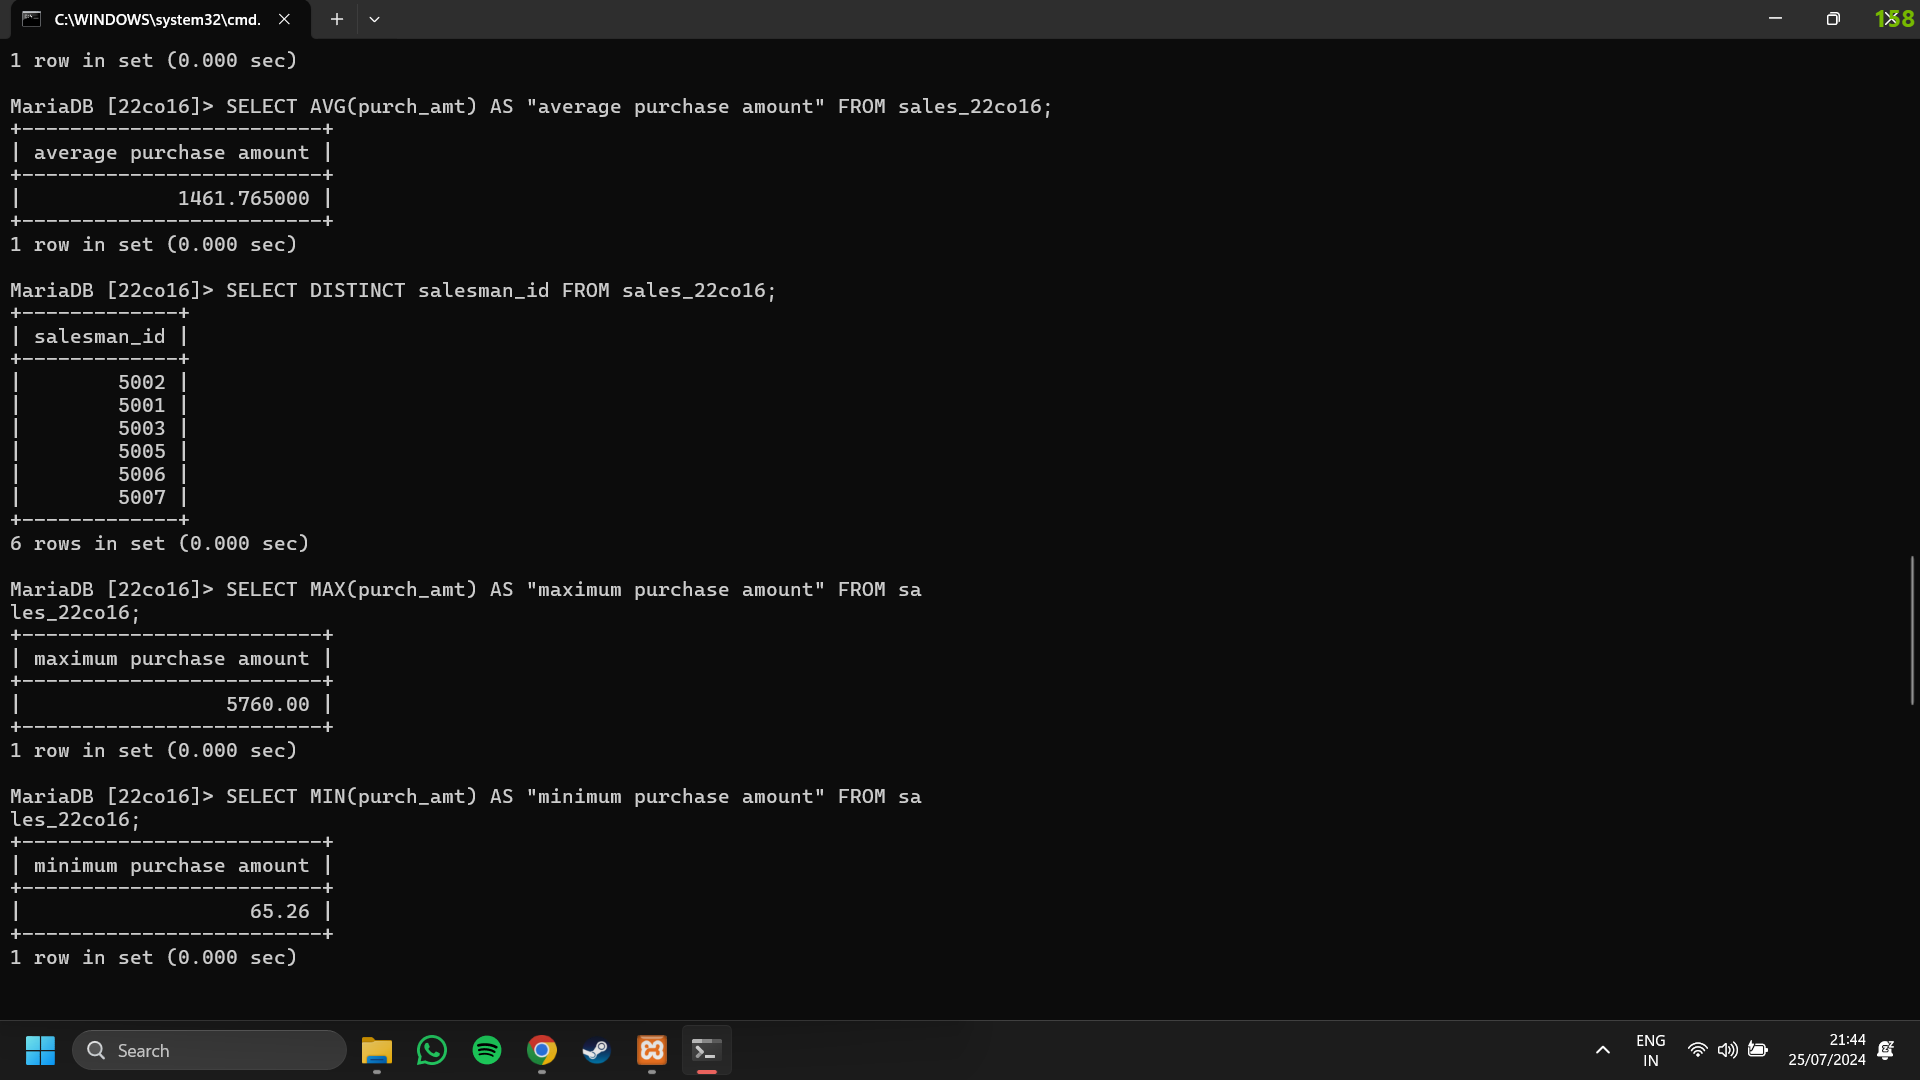 C:\WINDOWS\system32\cmd.
158
1 row in set (0.000 sec)
MariaDB [22co16]> SELECT AVG(purch_amt) AS "average purchase amount" FROM sales_22co16;
+-------------------------+
| average purchase amount |
+-------------------------+
|             1461.765000 |
+-------------------------+
1 row in set (0.000 sec)
MariaDB [22co16]> SELECT DISTINCT salesman_id FROM sales_22co16;
+-------------+
| salesman_id |
+-------------+
|        5002 |
|        5001 |
|        5003 |
|        5005 |
|        5006 |
|        5007 |
+-------------+
6 rows in set (0.000 sec)
MariaDB [22co16]> SELECT MAX(purch_amt) AS "maximum purchase amount" FROM sa
les_22co16;
+-------------------------+
| maximum purchase amount |
+-------------------------+
|                 5760.00 |
+-------------------------+
1 row in set (0.000 sec)
MariaDB [22co16]> SELECT MIN(purch_amt) AS "minimum purchase amount" FROM sa
les_22co16;
+-------------------------+
| minimum purchase amount |
+-------------------------+
|                   65.26 |
+-------------------------+
1 row in set (0.000 sec)
Search
ENG
IN
21:44
25/07/2024